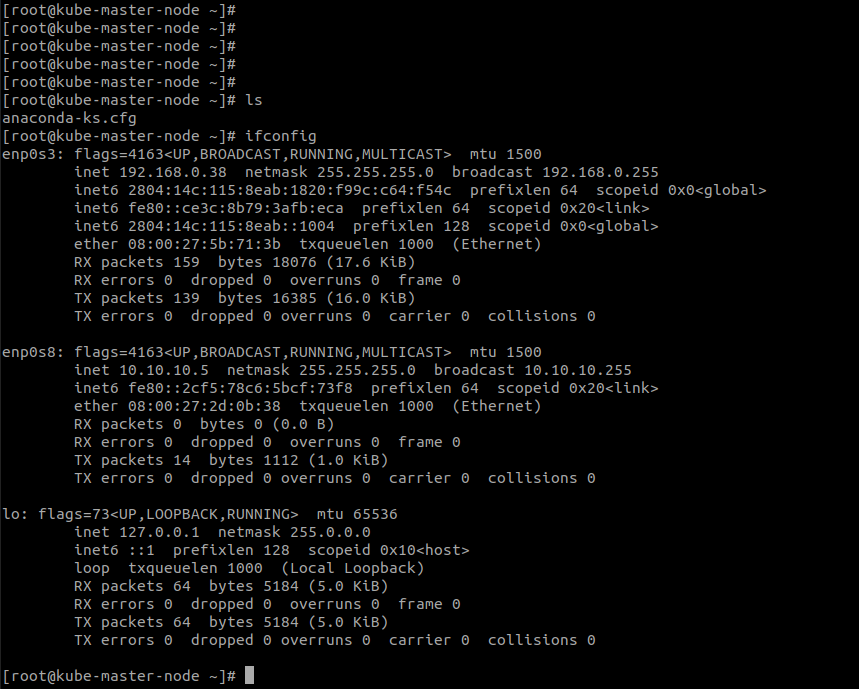 [root@kube-master-node ~]#
[root@kube-master-node ~]#
[root@kube-master-node ~]#
[root@kube-master-node ~]#
[root@kube-master-node ~]#
[root@kube-master-node ~]# ls
anaconda-ks.cfg
[root@kube-master-node ~]# ifconfig
enp0s3: flags=4163<UP,BROADCAST,RUNNING,MULTICAST>  mtu 1500
        inet 192.168.0.38  netmask 255.255.255.0  broadcast 192.168.0.255
        inet6 2804:14c:115:8eab:1820:f99c:c64:f54c  prefixlen 64  scopeid 0x0<global>
        inet6 fe80::ce3c:8b79:3afb:eca  prefixlen 64  scopeid 0x20<link>
        inet6 2804:14c:115:8eab::1004  prefixlen 128  scopeid 0x0<global>
        ether 08:00:27:5b:71:3b  txqueuelen 1000  (Ethernet)
        RX packets 159  bytes 18076 (17.6 KiB)
        RX errors 0  dropped 0  overruns 0  frame 0
        TX packets 139  bytes 16385 (16.0 KiB)
        TX errors 0  dropped 0 overruns 0  carrier 0  collisions 0

enp0s8: flags=4163<UP,BROADCAST,RUNNING,MULTICAST>  mtu 1500
        inet 10.10.10.5  netmask 255.255.255.0  broadcast 10.10.10.255
        inet6 fe80::2cf5:78c6:5bcf:73f8  prefixlen 64  scopeid 0x20<link>
        ether 08:00:27:2d:0b:38  txqueuelen 1000  (Ethernet)
        RX packets 0  bytes 0 (0.0 B)
        RX errors 0  dropped 0  overruns 0  frame 0
        TX packets 14  bytes 1112 (1.0 KiB)
        TX errors 0  dropped 0 overruns 0  carrier 0  collisions 0

lo: flags=73<UP,LOOPBACK,RUNNING>  mtu 65536
        inet 127.0.0.1  netmask 255.0.0.0
        inet6 ::1  prefixlen 128  scopeid 0x10<host>
        loop  txqueuelen 1000  (Local Loopback)
        RX packets 64  bytes 5184 (5.0 KiB)
        RX errors 0  dropped 0  overruns 0  frame 0
        TX packets 64  bytes 5184 (5.0 KiB)
        TX errors 0  dropped 0 overruns 0  carrier 0  collisions 0

[root@kube-master-node ~]#